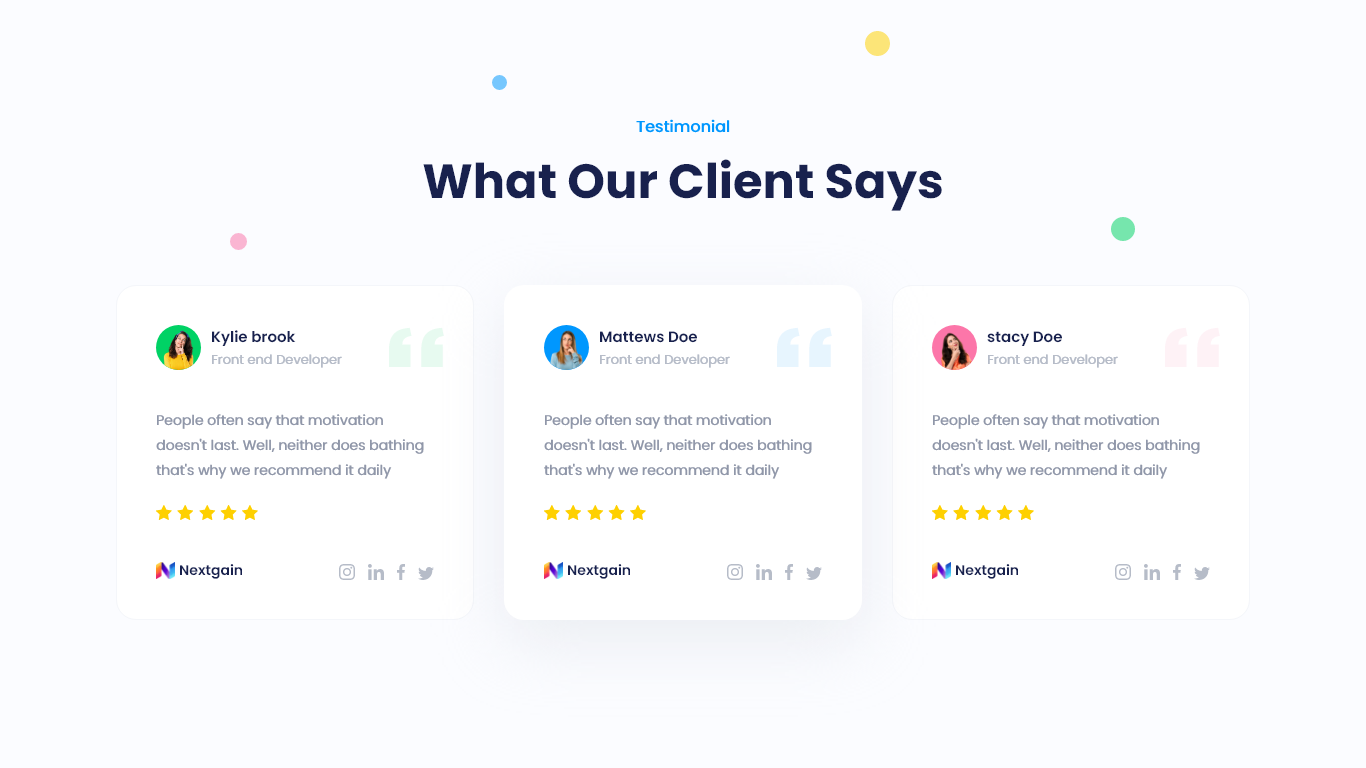 Testimonial
What Our Client Says
Kylie brook
Front end Developer
People often say that motivation
doesn't last. Well, neither does bathing
that's why we recommend it daily
Nextgain
Mattews Doe
Front end Developer
People often say that motivation
doesn't last. Well, neither does bathing
that's why we recommend it daily
Nextgain
stacy Doe
Front end Developer
People often say that motivation
doesn't last. Well, neither does bathing
that's why we recommend it daily
Nextgain